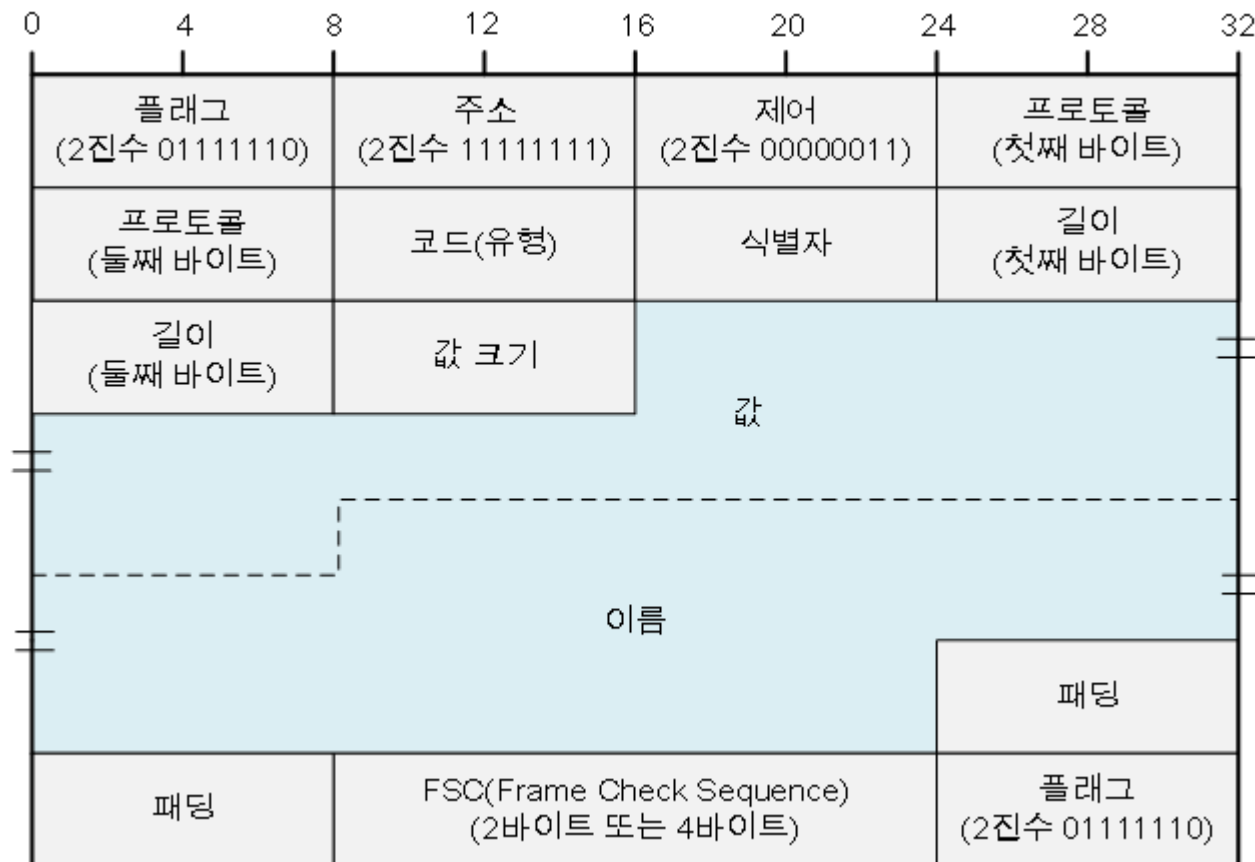 0 4 8 12 16 20 24 28 32
플래그
(2진수 01111110)
주소
(2진수 11111111)
제어
(2진수 00000011)
프로토콜
(첫째 바이트)
프로토콜
(둘째 바이트)
코드(유형)
식별자
길이
(첫째 바이트)
길이
(둘째 바이트)
값 크기
값
이름
패딩
패딩
FSC(Frame Check Sequence)
(2바이트 또는 4바이트)
플래그
(2진수 01111110)